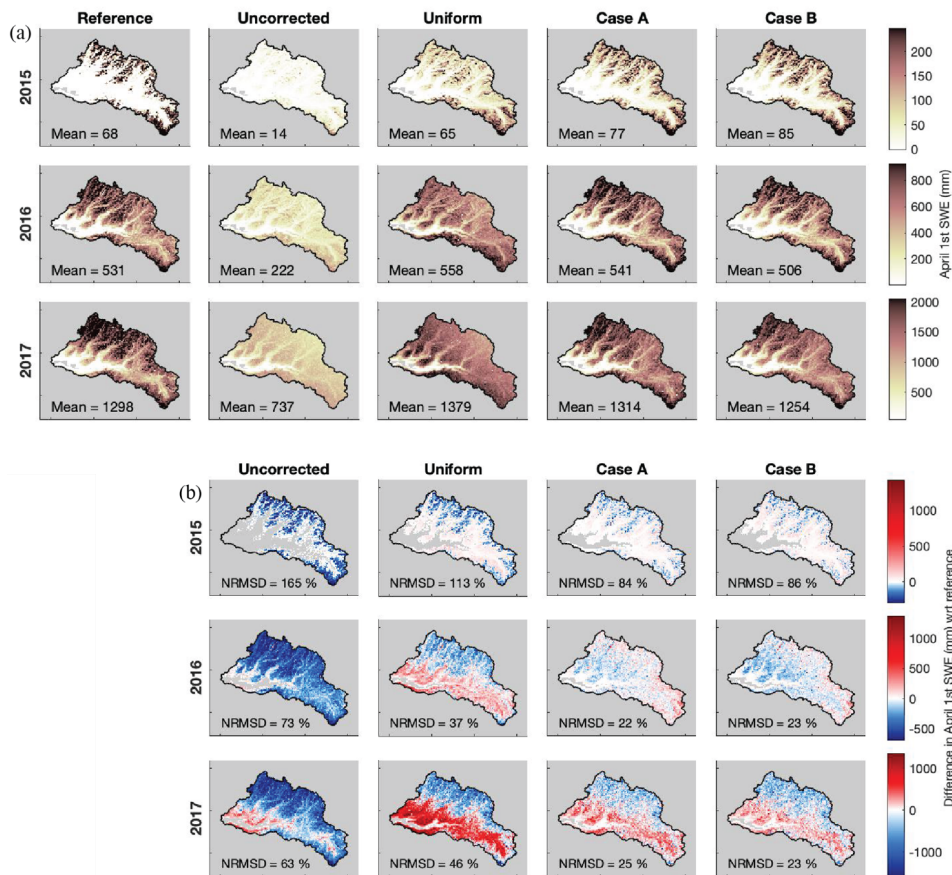 Reference Uncorrected Uniform Case A Case B
(a)
2015
Mean = 68 Mean = 14 Mean = 65 Mean = 77 Mean = 85
200
150
100
50
0
2016
Mean = 531 Mean = 222 Mean = 558 Mean = 541 Mean = 506
800
600
400
200
April 1st SWE (mm)
2017
Mean = 1298 Mean = 737 Mean = 1379 Mean = 1314 Mean = 1254
2000
1500
1000
500
(b)
Uncorrected Uniform Case A Case B
2015
NRMSD = 165 % NRMSD = 113 % NRMSD = 84 % NRMSD = 86 %
1000
500
0
2016
NRMSD = 73 % NRMSD = 37 % NRMSD = 22 % NRMSD = 23 %
1000
500
0
-500
Difference in April 1st SWE (mm) wrt reference
2017
NRMSD = 63 % NRMSD = 46 % NRMSD = 25 % NRMSD = 23 %
1000
0
-1000